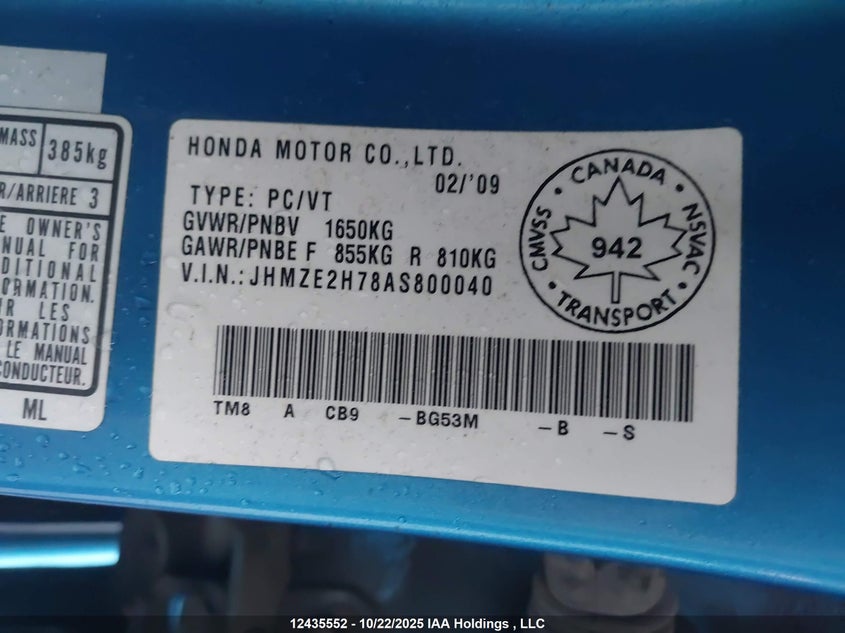 MASS 385kg
R/ARRIERE 3
E OWNER'S
NUAL FOR
DITIONAL
ORMATION.
UR LES
ORMATIONS
LE MANUAL
CONDUCTEUR.
ML
HONDA MOTOR CO.,LTD.
02/'09
TYPE: PC/VT
GVWR/PNBV 1650KG
GAWR/PNBE F 855KG R 810KG
V.I.N.: JHMZE2H78AS800040
CANADA
CMVSS
NSVAC
942
TRANSPORT
TM8 A CB9 -BG53M -B -S
12435552 - 10/22/2025 IAA Holdings , LLC